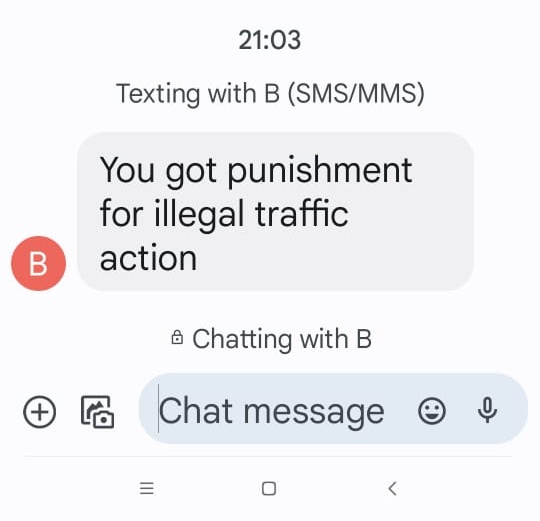 21:03
Texting with B (SMS/MMS)
You got punishment
for illegal traffic
action
B
Chatting with B
Chat message